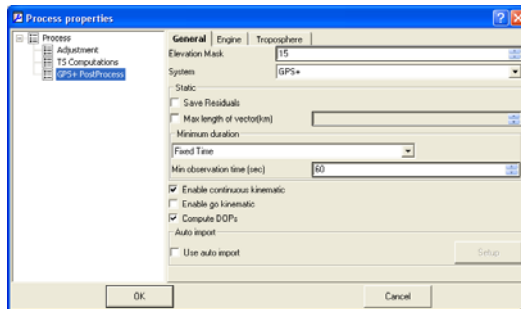 Process properties
Process
Adjustment
TS Computations
GPS+ PostProcess
General Engine Troposphere
Elevation Mask 15
System GPS+
Static
Save Residuals
Max length of vector(km)
Minimum duration
Fixed Time
Min observation time (sec) 60
Enable continuous kinematic
Enable go kinematic
Compute DOPs
Auto import
Use auto import Setup
OK Cancel